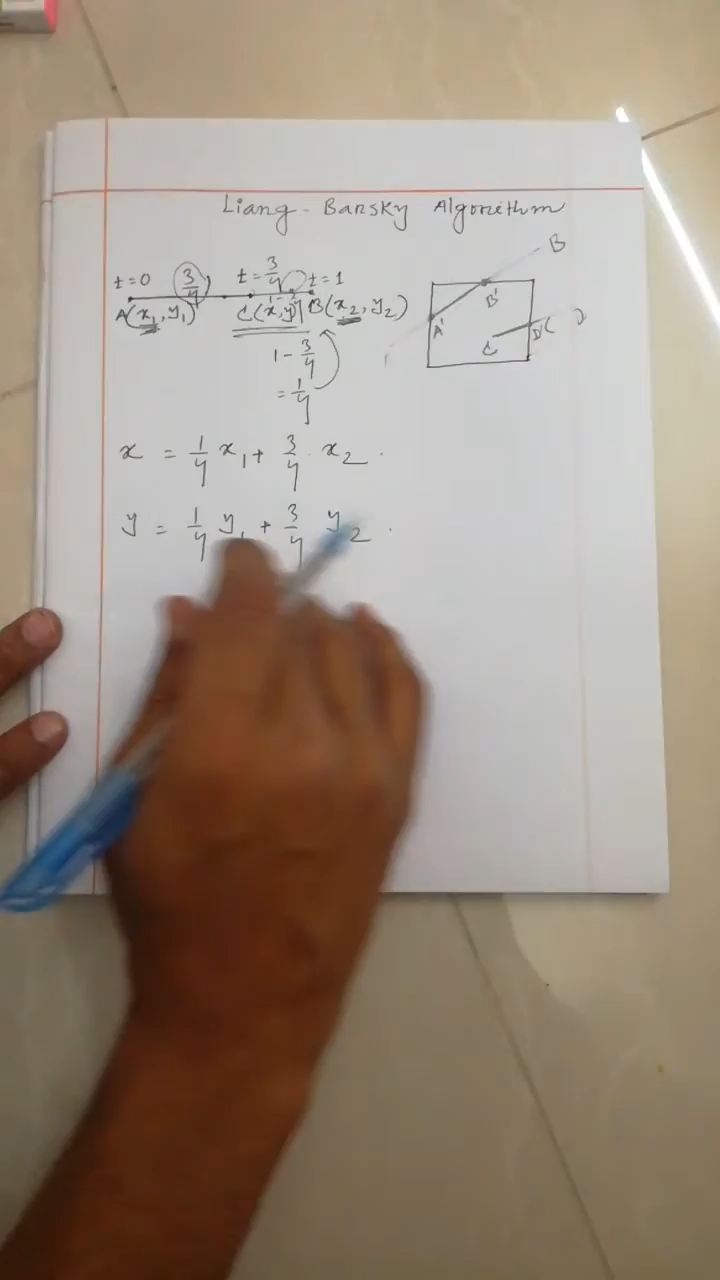 Liang - Barsky Algorithm
t=0 3/4 t=3/4 t=1
A(x₁, y₁) C(x, y) B(x₂, y₂)
1 - 3/4
= 1/4
B
B'
A'
C D'
x = 1/4 x₁ + 3/4 x₂ .
y = 1/4 y₁ + 3/4 y₂ .